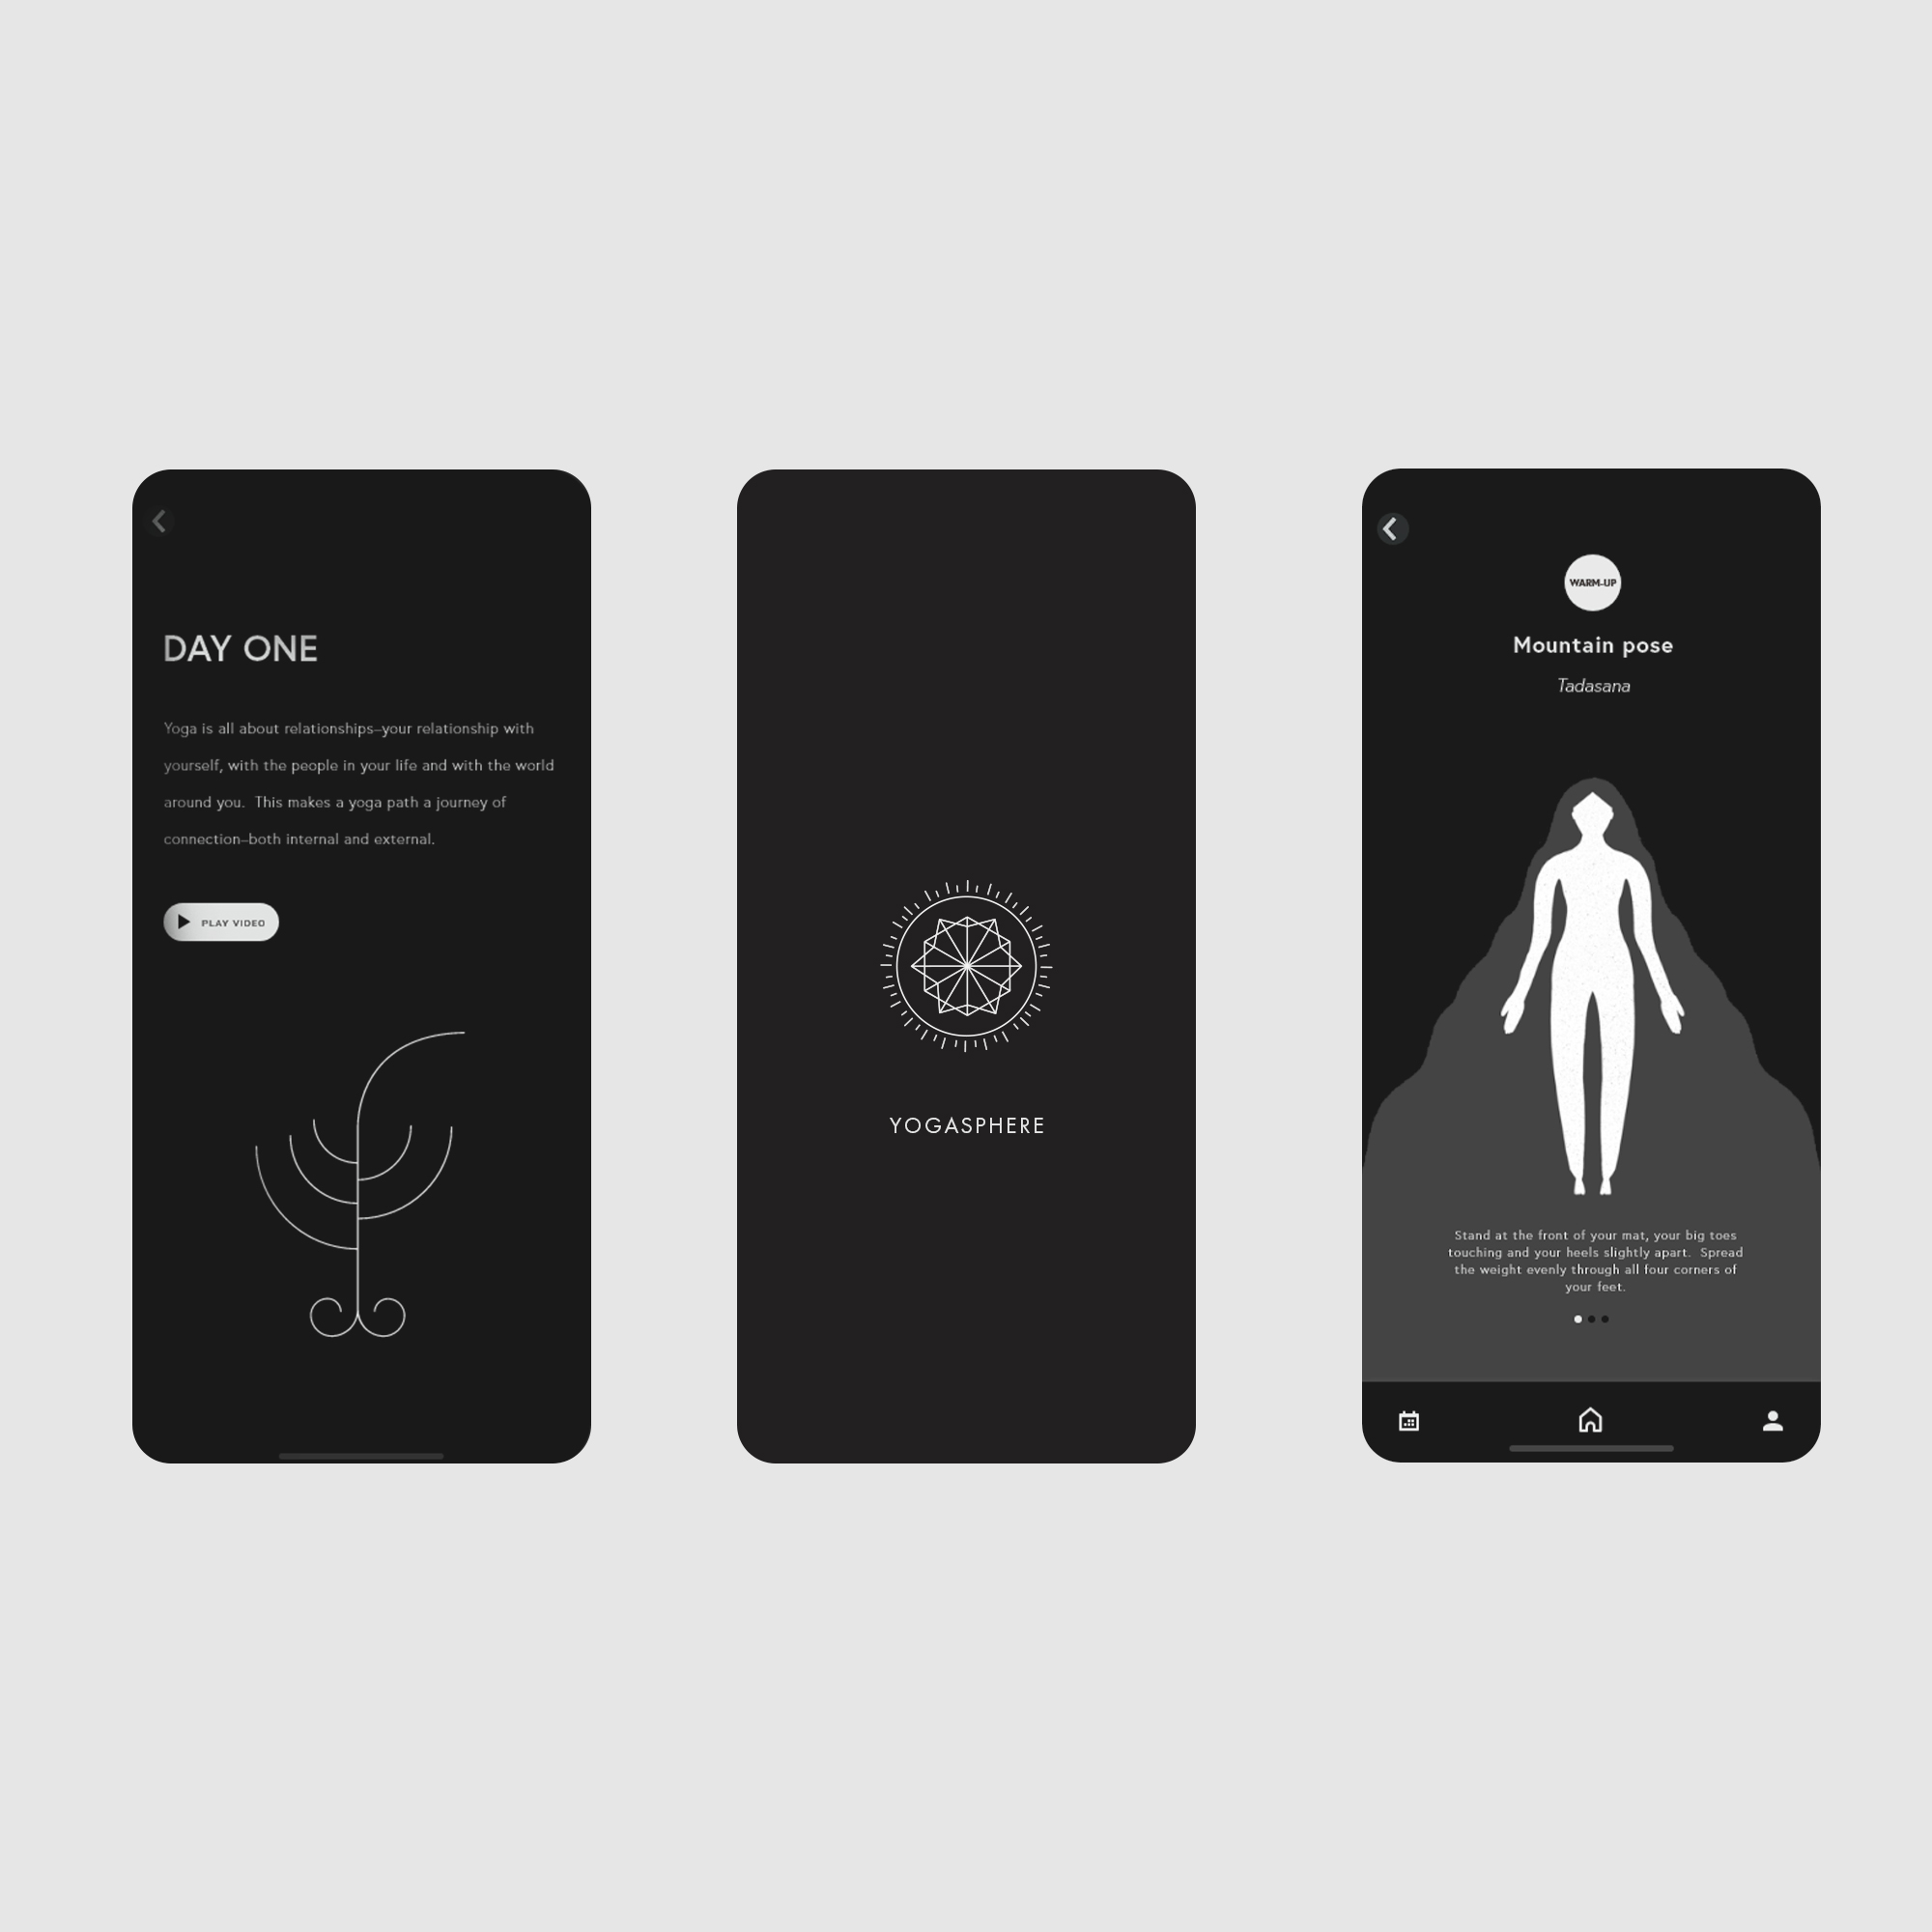 DAY ONE
Yoga is all about relationships–your relationship with
yourself, with the people in your life and with the world
around you.  This makes a yoga path a journey of
connection–both internal and external.
PLAY VIDEO
YOGASPHERE
WARM-UP
Mountain pose
Tadasana
Stand at the front of your mat, your big toes
touching and your heels slightly apart.  Spread
the weight evenly through all four corners of
your feet.